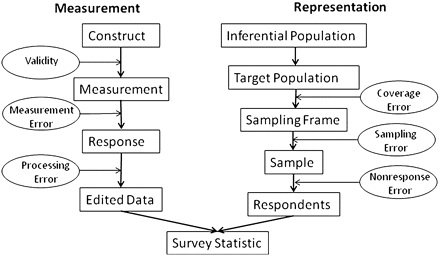 Measurement
Representation
Construct
Inferential Population
Validity
Target Population
Measurement
Coverage
Error
Measurement
Error
Sampling Frame
Response
Sampling
Error
Sample
Processing
Error
Nonresponse
Error
Edited Data
Respondents
Survey Statistic